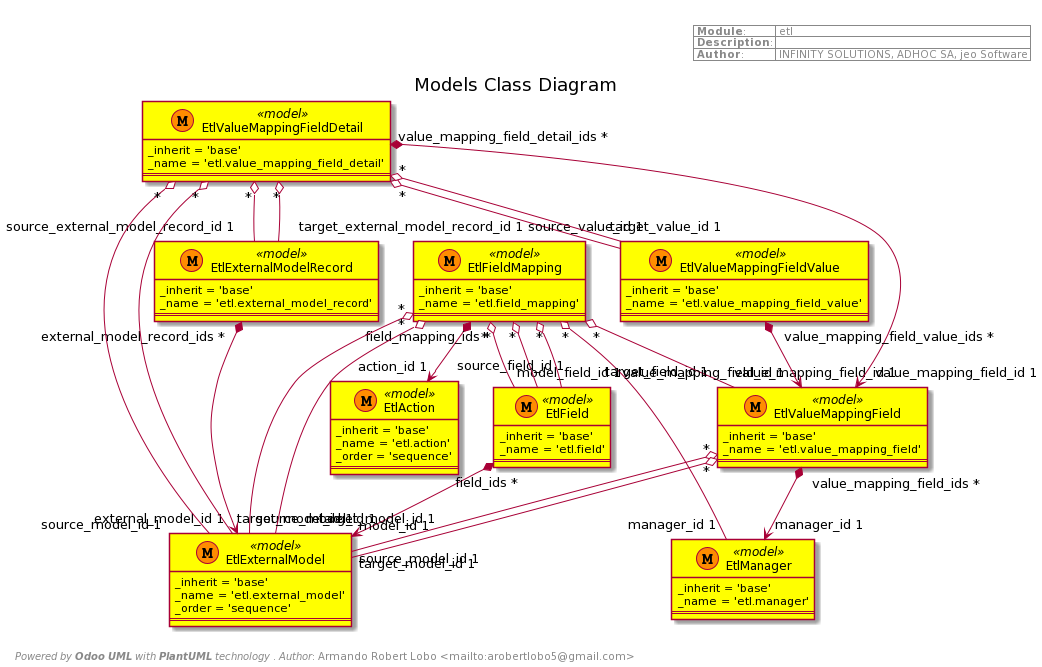 Module: etl
Description:
Author: INFINITY SOLUTIONS, ADHOC SA, jeo Software
Models Class Diagram
M «model»
EtlValueMappingFieldDetail
_inherit = 'base'
_name = 'etl.value_mapping_field_detail'
value_mapping_field_detail_ids *
*
*
* * * *
source_external_model_record_id 1
target_external_model_record_id 1
source_value_id 1
target_value_id 1
M «model»
EtlExternalModelRecord
_inherit = 'base'
_name = 'etl.external_model_record'
M «model»
EtlFieldMapping
_inherit = 'base'
_name = 'etl.field_mapping'
M «model»
EtlValueMappingFieldValue
_inherit = 'base'
_name = 'etl.value_mapping_field_value'
*
*
external_model_record_ids *
field_mapping_ids *
* * * * *
value_mapping_field_value_ids *
action_id 1
source_field_id 1
model_field_id 1
target_field_id 1
value_mapping_field_id 1
value_mapping_field_id 1
value_mapping_field_id 1
M «model»
EtlAction
_inherit = 'base'
_name = 'etl.action'
_order = 'sequence'
M «model»
EtlField
_inherit = 'base'
_name = 'etl.field'
M «model»
EtlValueMappingField
_inherit = 'base'
_name = 'etl.value_mapping_field'
*
*
field_ids *
value_mapping_field_ids *
source_model_id 1
external_model_id 1
target_model_id 1
model_id 1
source_model_id 1
target_model_id 1
manager_id 1
manager_id 1
M «model»
EtlExternalModel
_inherit = 'base'
_name = 'etl.external_model'
_order = 'sequence'
M «model»
EtlManager
_inherit = 'base'
_name = 'etl.manager'
Powered by Odoo UML with PlantUML technology . Author: Armando Robert Lobo <mailto:arobertlobo5@gmail.com>